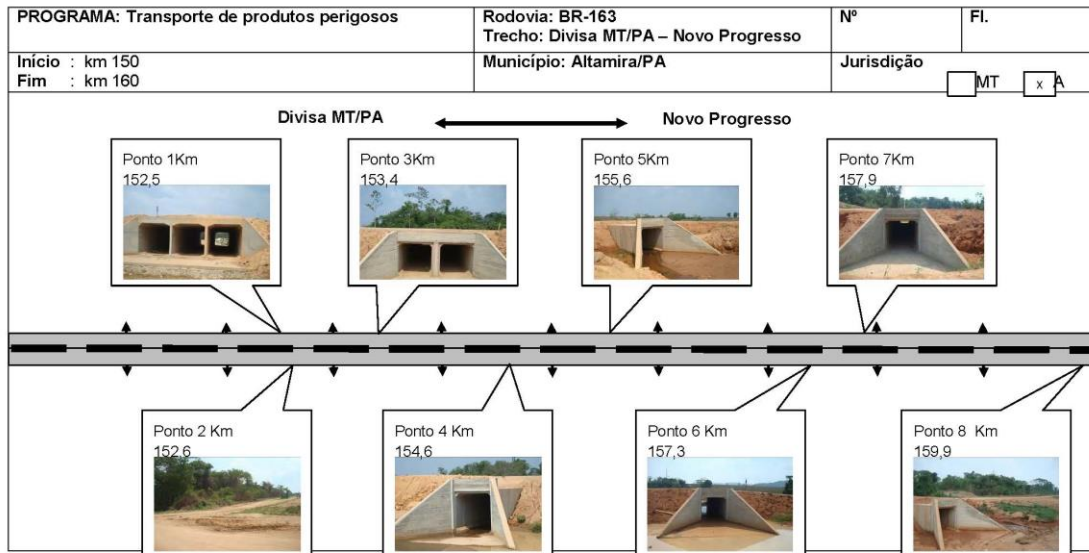 PROGRAMA: Transporte de produtos perigosos
Rodovia: BR-163
Trecho: Divisa MT/PA – Novo Progresso
Nº
Fl.
Início : km 150
Fim : km 160
Município: Altamira/PA
Jurisdição
MT
x A
Divisa MT/PA
Novo Progresso
Ponto 1Km
152,5
Ponto 3Km
153,4
Ponto 5Km
155,6
Ponto 7Km
157,9
Ponto 2 Km
152,6
Ponto 4 Km
154,6
Ponto 6 Km
157,3
Ponto 8 Km
159,9